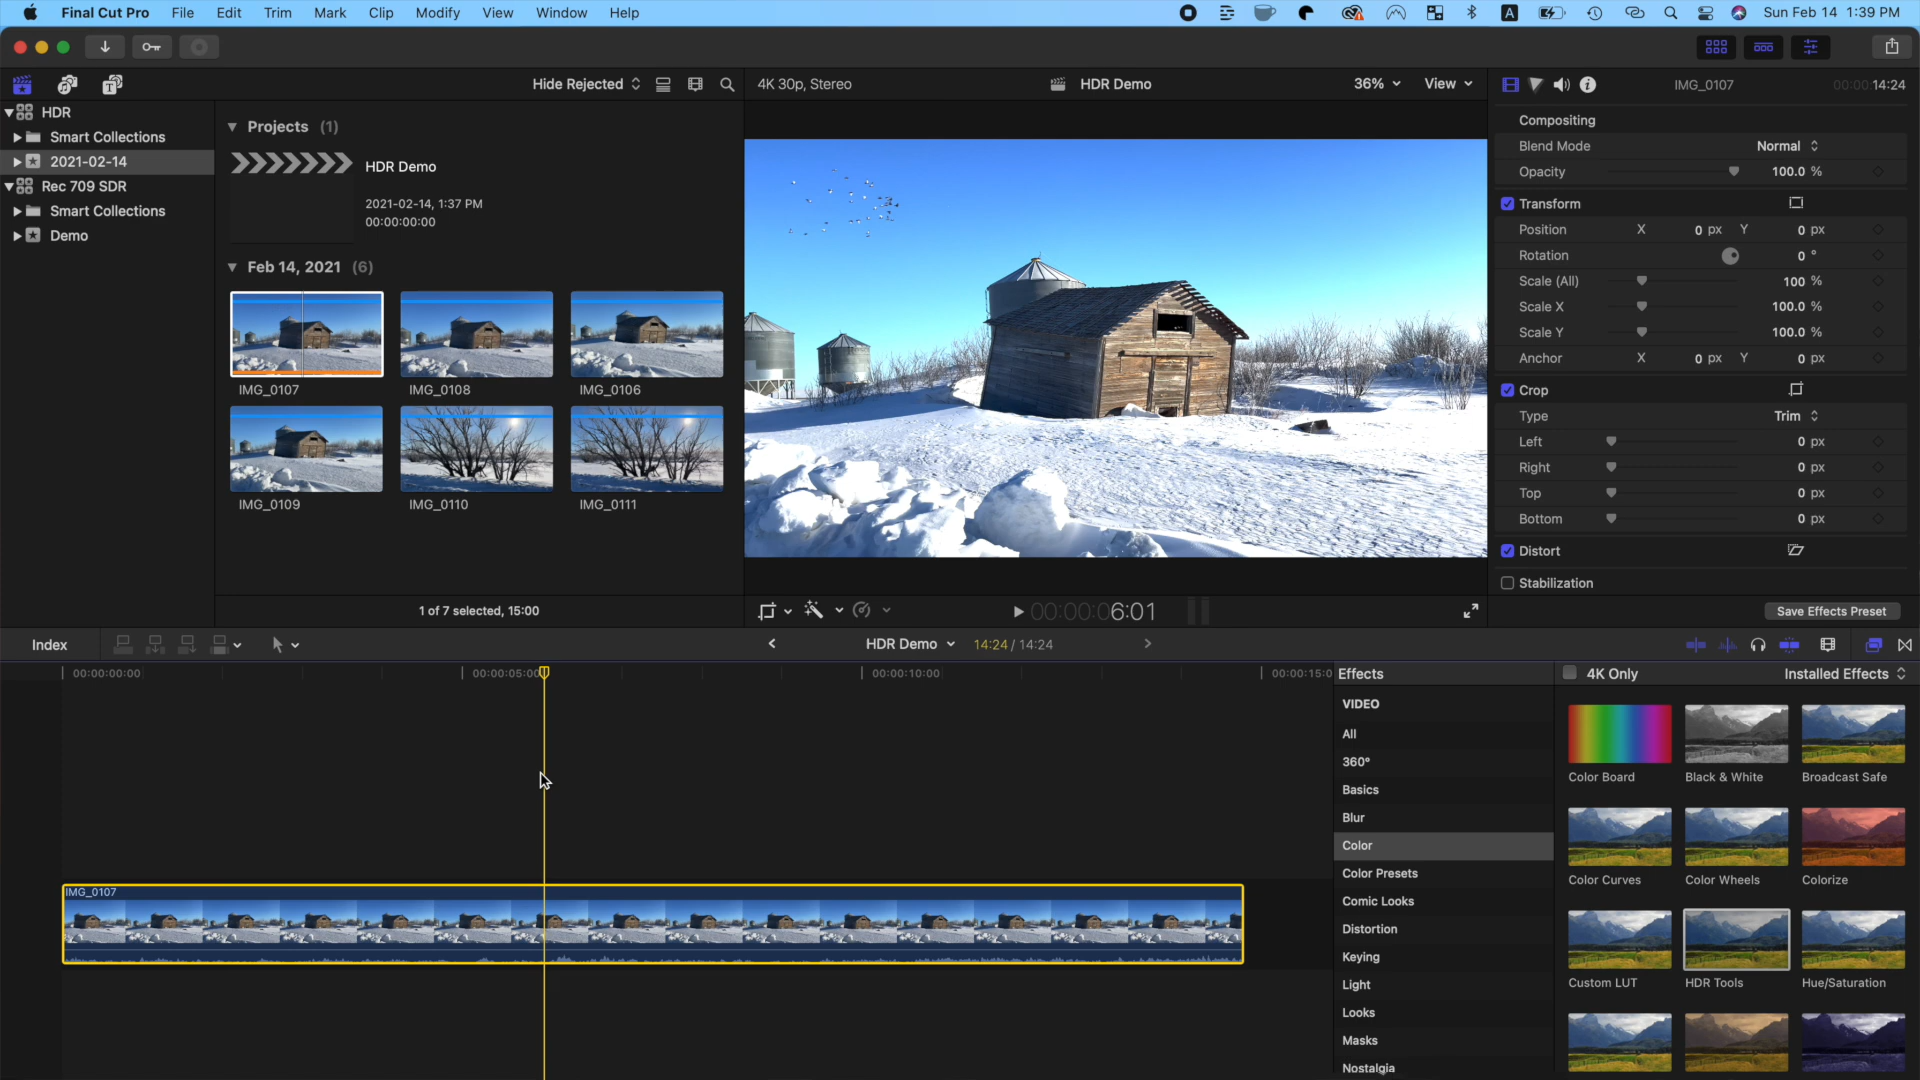 Final Cut Pro File Edit Trim Mark Clip Modify View Window Help A Sun Feb 14 1:39 PM
Hide Rejected 4K 30p, Stereo HDR Demo 36% View IMG_0107 00:00:00:14:24
HDR
Smart Collections
2021-02-14
Rec 709 SDR
Smart Collections
Demo
Projects (1)
HDR Demo
2021-02-14, 1:37 PM
00:00:00:00
Feb 14, 2021 (6)
IMG_0107 IMG_0108 IMG_0106
IMG_0109 IMG_0110 IMG_0111
1 of 7 selected, 15:00
00:00:06:01
Compositing
Blend Mode Normal
Opacity 100.0 %
Transform
Position X 0 px Y 0 px
Rotation 0 °
Scale (All) 100 %
Scale X 100.0 %
Scale Y 100.0 %
Anchor X 0 px Y 0 px
Crop
Type Trim
Left 0 px
Right 0 px
Top 0 px
Bottom 0 px
Distort
Stabilization
Save Effects Preset
Index HDR Demo 14:24 / 14:24
00:00:00:00 00:00:05:00 00:00:10:00 00:00:15:0
IMG_0107
Effects 4K Only Installed Effects
VIDEO
All
360°
Basics
Blur
Color
Color Presets
Comic Looks
Distortion
Keying
Light
Looks
Masks
Nostalgia
Color Board Black & White Broadcast Safe
Color Curves Color Wheels Colorize
Custom LUT HDR Tools Hue/Saturation